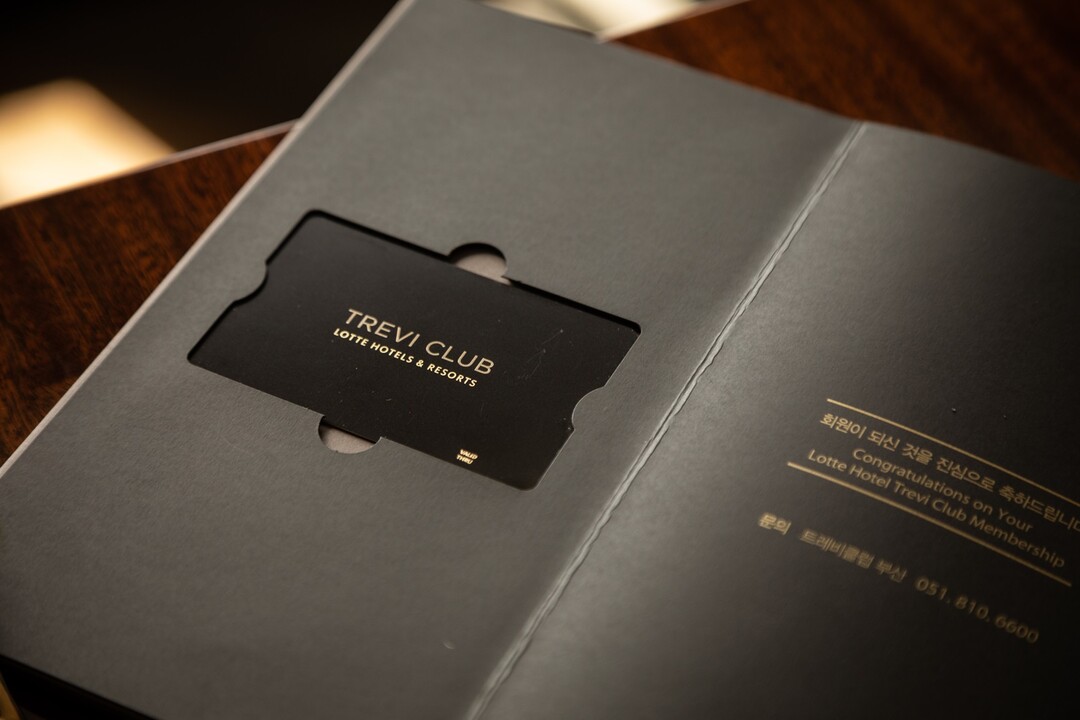 TREVI CLUB
LOTTE HOTELS & RESORTS
VALID
THRU
회원이 되신 것을 진심으로 축하드립니다
Congratulations on Your
Lotte Hotel Trevi Club Membership
문의 트레비클럽 부산 051. 810. 6600